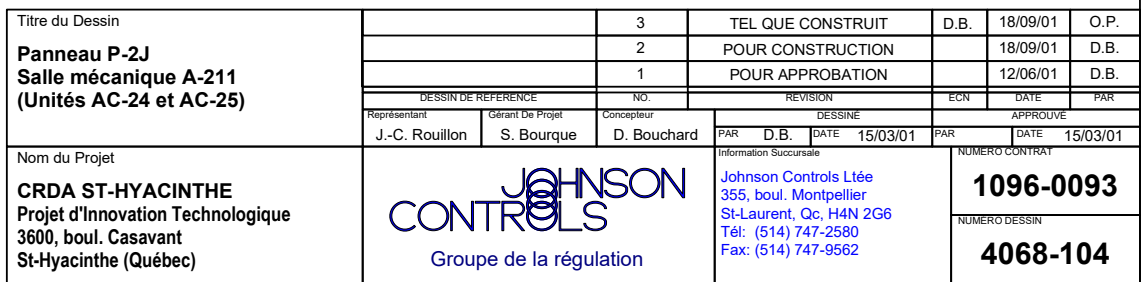 Titre du Dessin
Panneau P-2J
Salle mécanique A-211
(Unités AC-24 et AC-25)
3 TEL QUE CONSTRUIT D.B. 18/09/01 O.P.
2 POUR CONSTRUCTION 18/09/01 D.B.
1 POUR APPROBATION 12/06/01 D.B.
DESSIN DE REFERENCE NO. REVISION ECN DATE PAR
Représentant Gérant De Projet Concepteur DESSINÉ APPROUVÉ
J.-C. Rouillon S. Bourque D. Bouchard PAR D.B. DATE 15/03/01 PAR DATE 15/03/01
Nom du Projet
CRDA ST-HYACINTHE
Projet d'Innovation Technologique
3600, boul. Casavant
St-Hyacinthe (Québec)
JOHNSON
CONTROLS
Groupe de la régulation
Information Succursale
Johnson Controls Ltée
355, boul. Montpellier
St-Laurent, Qc, H4N 2G6
Tél: (514) 747-2580
Fax: (514) 747-9562
NUMÉRO CONTRAT
1096-0093
NUMÉRO DESSIN
4068-104